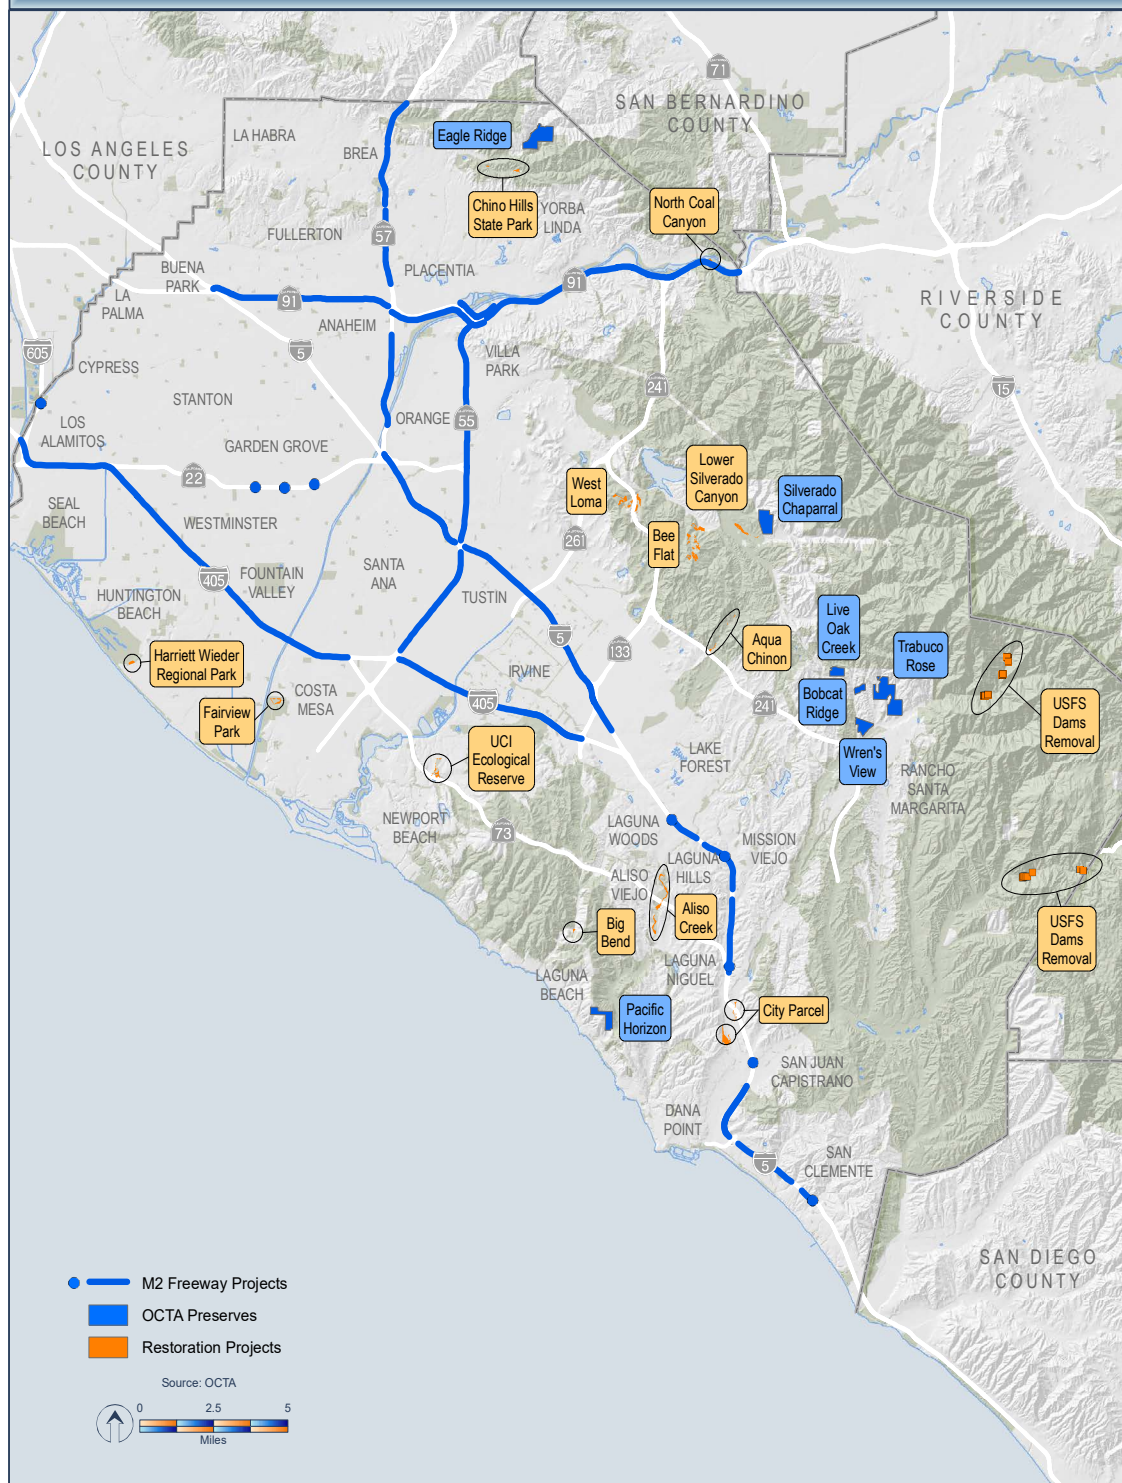 71
SAN BERNARDINO
COUNTY
LA HABRA
Eagle Ridge
LOS ANGELES
COUNTY
BREA
Chino Hills
State Park
YORBA
LINDA
North Coal
Canyon
FULLERTON
57
BUENA
PARK
PLACENTIA
91
LA
PALMA
91
ANAHEIM
RIVERSIDE
COUNTY
605
5
VILLA
PARK
CYPRESS
241
15
STANTON
LOS
ALAMITOS
ORANGE
55
GARDEN GROVE
22
West
Loma
Lower
Silverado
Canyon
Silverado
Chaparral
SEAL
BEACH
WESTMINSTER
261
Bee
Flat
SANTA
ANA
405
FOUNTAIN
VALLEY
HUNTINGTON
BEACH
TUSTIN
Live
Oak
Creek
5
133
Aqua
Chinon
Trabuco
Rose
Harriett Wieder
Regional Park
IRVINE
Bobcat
Ridge
COSTA
MESA
405
241
Fairview
Park
USFS
Dams
Removal
UCI
Ecological
Reserve
LAKE
FOREST
Wren's
View
RANCHO
SANTA
MARGARITA
NEWPORT
BEACH
73
LAGUNA
WOODS
MISSION
VIEJO
LAGUNA
HILLS
ALISO
VIEJO
Aliso
Creek
Big
Bend
USFS
Dams
Removal
LAGUNA
NIGUEL
LAGUNA
BEACH
Pacific
Horizon
City Parcel
SAN JUAN
CAPISTRANO
DANA
POINT
5
SAN
CLEMENTE
SAN DIEGO
COUNTY
M2 Freeway Projects
OCTA Preserves
Restoration Projects
Source: OCTA
0 2.5 5
Miles